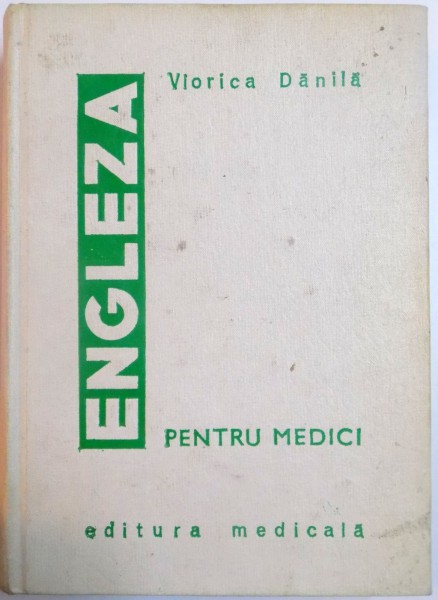 Viorica Dănilă
ENGLEZA
PENTRU MEDICI
editura medicală